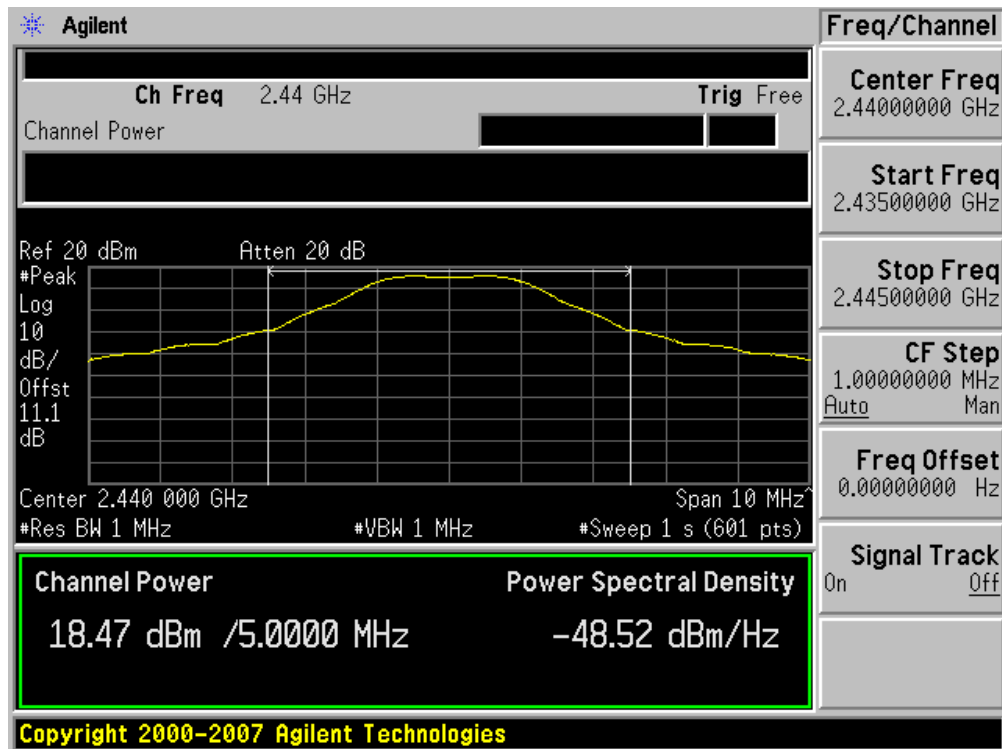 Agilent
Freq/Channel
Ch Freq 2.44 GHz Trig Free
Channel Power
Ref 20 dBm Atten 20 dB
#Peak
Log
10
dB/
Offst
11.1
dB
Center 2.440 000 GHz Span 10 MHz^
#Res BW 1 MHz #VBW 1 MHz #Sweep 1 s (601 pts)
Channel Power Power Spectral Density
18.47 dBm /5.0000 MHz -48.52 dBm/Hz
Center Freq
2.44000000 GHz
Start Freq
2.43500000 GHz
Stop Freq
2.44500000 GHz
CF Step
1.00000000 MHz
Auto Man
Freq Offset
0.00000000 Hz
Signal Track
On Off
Copyright 2000-2007 Agilent Technologies